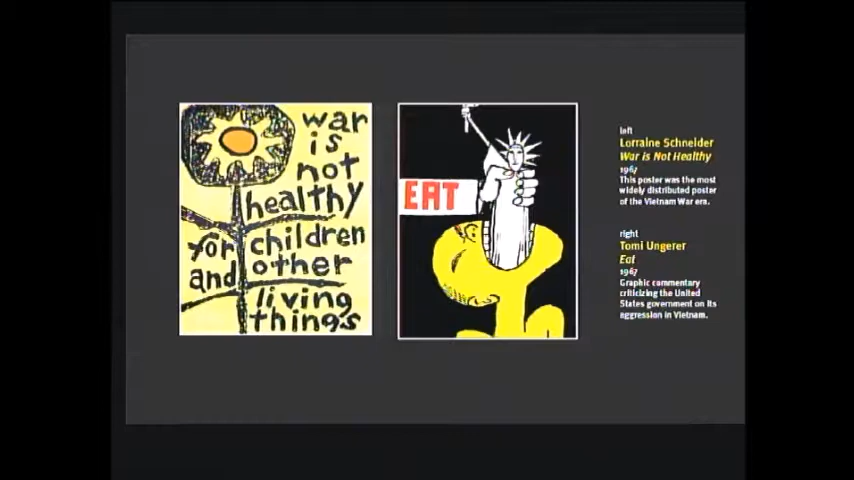 war
is
not
healthy
for children
and other
living
things
EAT
left
Lorraine Schneider
War is Not Healthy
1967
This poster was the most
widely distributed poster
of the Vietnam War era.
right
Tomi Ungerer
Eat
1967
Graphic commentary
criticizing the United
States government on its
aggression in Vietnam.